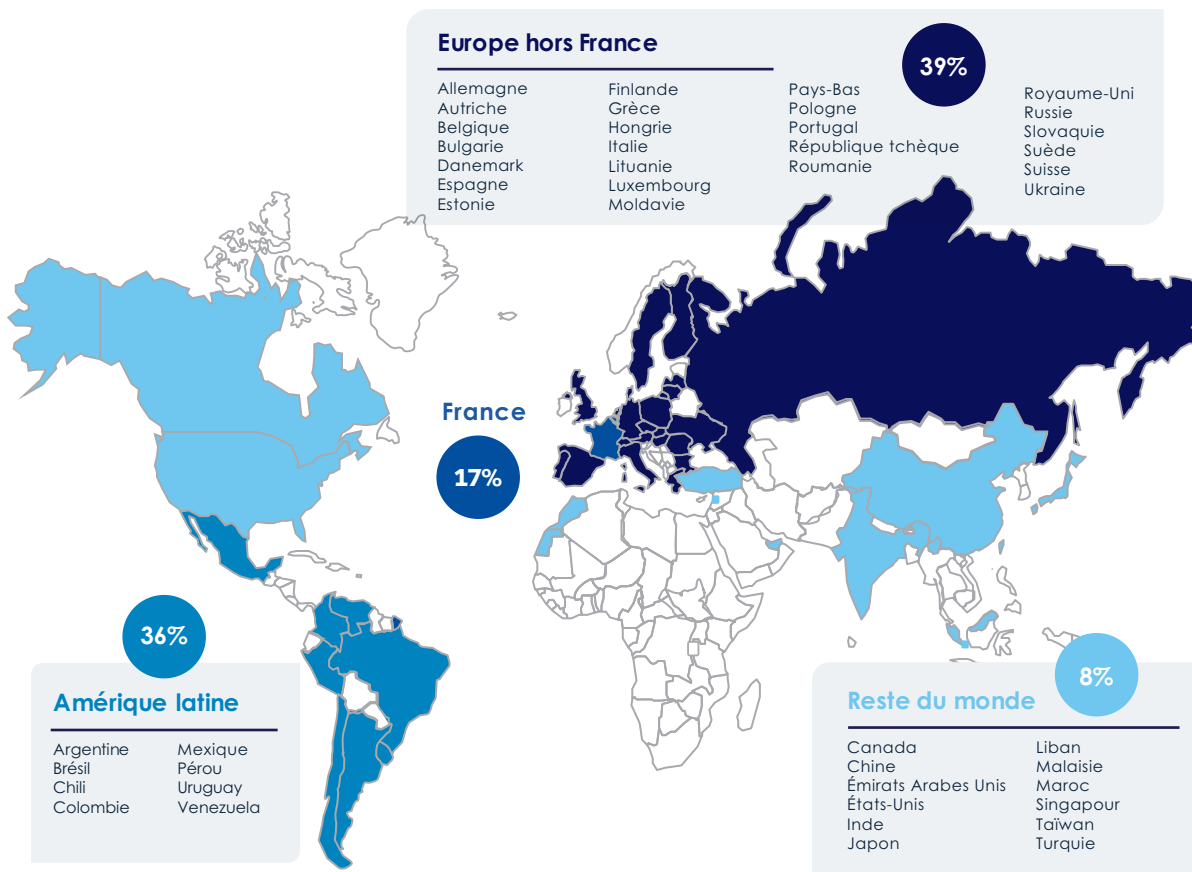 Europe hors France
39%
Allemagne
Autriche
Belgique
Bulgarie
Danemark
Espagne
Estonie
Finlande
Grèce
Hongrie
Italie
Lituanie
Luxembourg
Moldavie
Pays-Bas
Pologne
Portugal
République tchèque
Roumanie
Royaume-Uni
Russie
Slovaquie
Suède
Suisse
Ukraine
France
17%
36%
Amérique latine
Argentine
Brésil
Chili
Colombie
Mexique
Pérou
Uruguay
Venezuela
8%
Reste du monde
Canada
Chine
Émirats Arabes Unis
États-Unis
Inde
Japon
Liban
Malaisie
Maroc
Singapour
Taïwan
Turquie